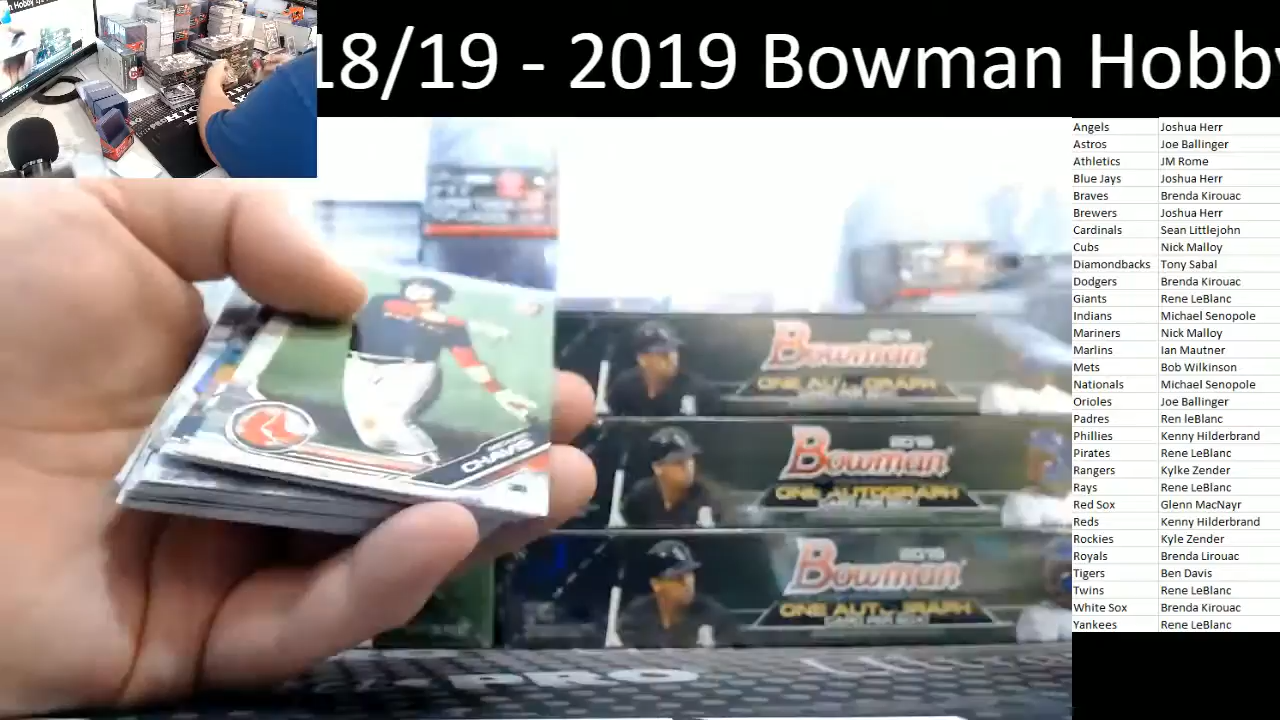 18/19 - 2019 Bowman Hobby
Angels Joshua Herr
Astros Joe Ballinger
Athletics JM Rome
Blue Jays Joshua Herr
Braves Brenda Kirouac
Brewers Joshua Herr
Cardinals Sean Littlejohn
Cubs Nick Malloy
Diamondbacks Tony Sabal
Dodgers Brenda Kirouac
Giants Rene LeBlanc
Indians Michael Senopole
Mariners Nick Malloy
Marlins Ian Mautner
Mets Bob Wilkinson
Nationals Michael Senopole
Orioles Joe Ballinger
Padres Ren leBlanc
Phillies Kenny Hilderbrand
Pirates Rene LeBlanc
Rangers Kylke Zender
Rays Rene LeBlanc
Red Sox Glenn MacNayr
Reds Kenny Hilderbrand
Rockies Kyle Zender
Royals Brenda Lirouac
Tigers Ben Davis
Twins Rene LeBlanc
White Sox Brenda Kirouac
Yankees Rene LeBlanc
Bowman
ONE AUTOGRAPH
Bowman
ONE AUTOGRAPH
Bowman
ONE AUTOGRAPH
CHAVIS
PRO